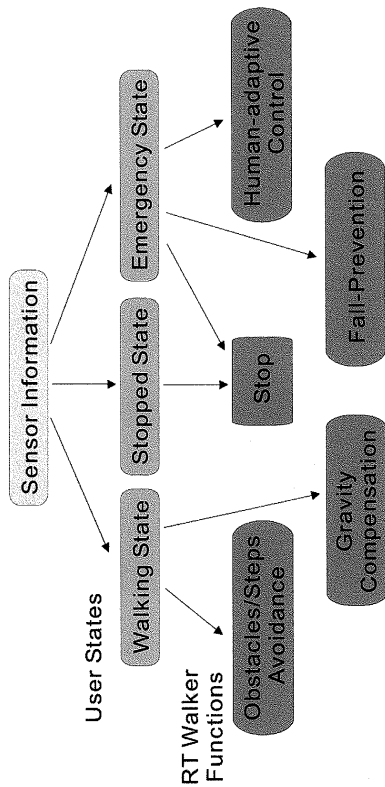 Sensor Information
User States
Walking State
Stopped State
Emergency State
RT Walker
Functions
Obstacles/Steps
Avoidance
Stop
Human-adaptive
Control
Gravity
Compensation
Fall-Prevention